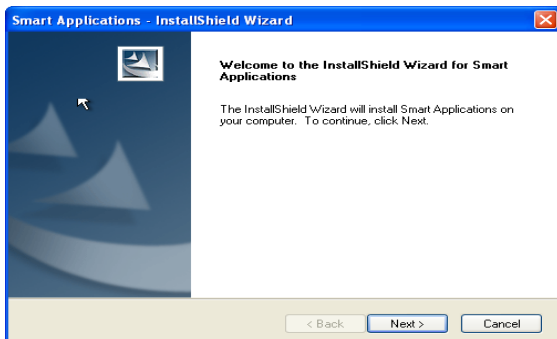 Smart Applications - InstallShield Wizard
Welcome to the InstallShield Wizard for Smart
Applications
The InstallShield Wizard will install Smart Applications on
your computer. To continue, click Next.
< Back
Next >
Cancel